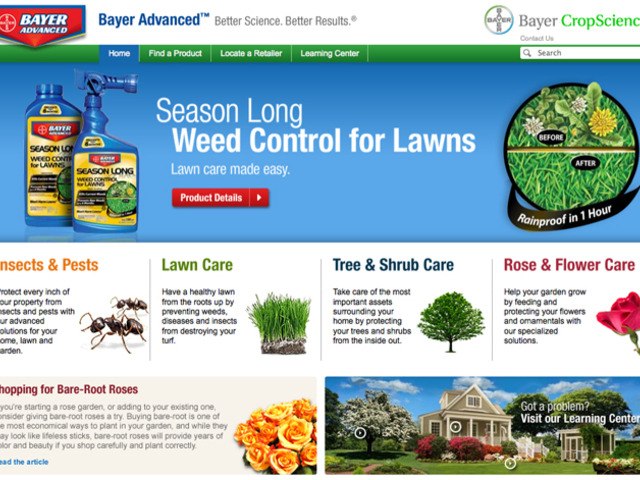 BAYER
ADVANCED
Bayer Advanced™ Better Science. Better Results.®
Bayer CropScienc
Contact Us
Home Find a Product Locate a Retailer Learning Center
Search
Season Long
Weed Control for Lawns
Lawn care made easy.
Product Details
BAYER
ADVANCED
SEASON LONG
WEED CONTROL
for LAWNS
BAYER
ADVANCED
SEASON LONG
WEED CONTROL
for LAWNS
BEFORE
AFTER
Rainproof in 1 Hour
nsects & Pests
rotect every inch of
our property from
nsects and pests with
ur advanced
olutions for your
ome, lawn and
arden.
Lawn Care
Have a healthy lawn
from the roots up by
preventing weeds,
diseases and insects
from destroying your
turf.
Tree & Shrub Care
Take care of the most
important assets
surrounding your
home by protecting
your trees and shrubs
from the inside out.
Rose & Flower Care
Help your garden grow
by feeding and
protecting your flowers
and ornamentals with
our specialized
solutions.
hopping for Bare-Root Roses
you're starting a rose garden, or adding to your existing one,
onsider giving bare-root roses a try. Buying bare-root is one of
e most economical ways to plant in your garden, and while they
ay look like lifeless sticks, bare-root roses will provide years of
olor and beauty if you shop carefully and plant correctly.
ead the article
Got a problem?
Visit our Learning Center